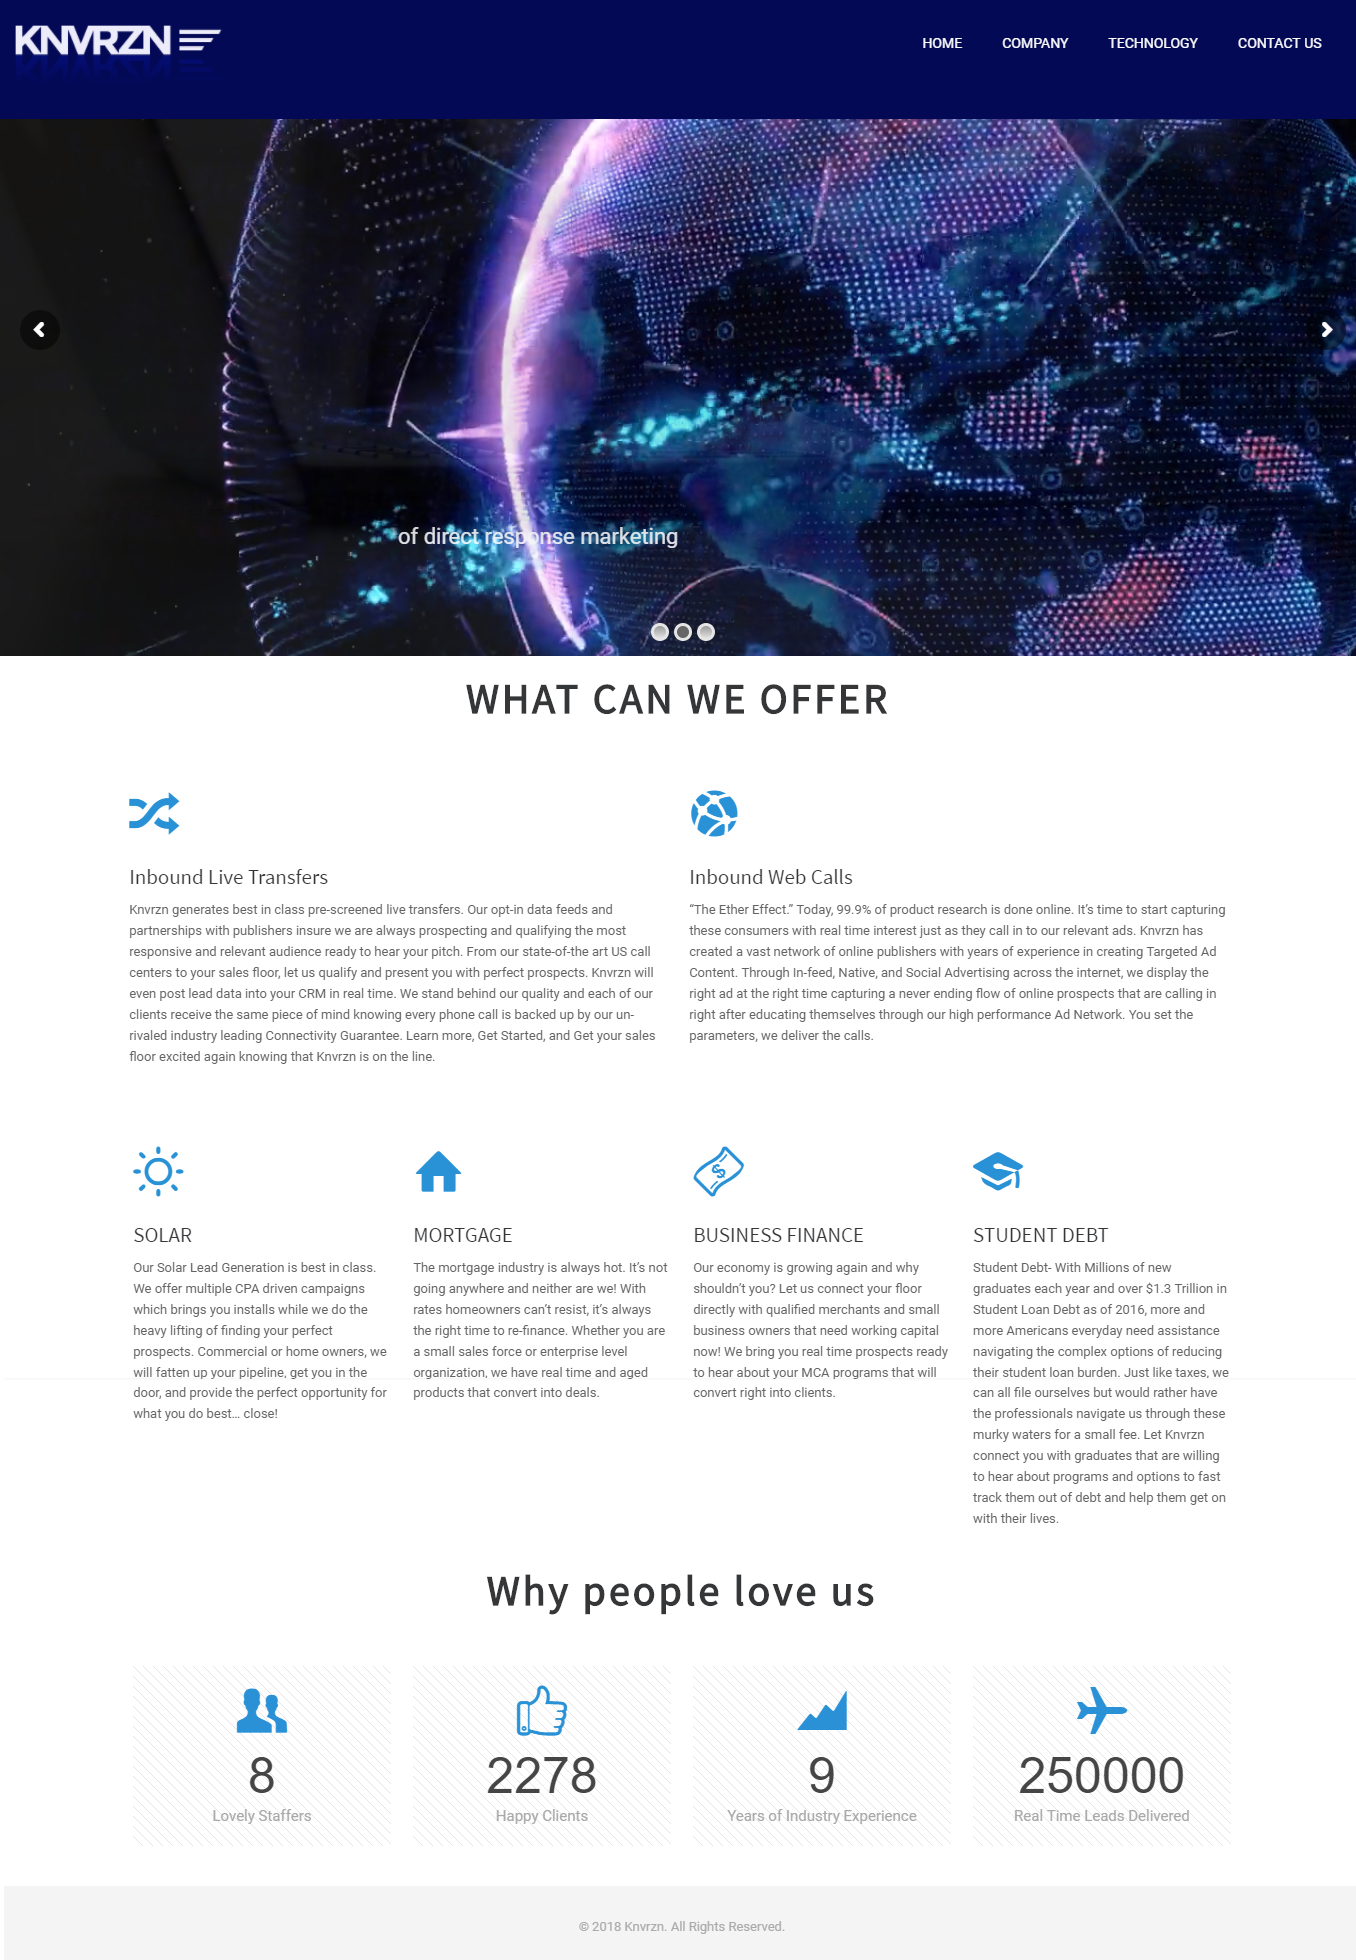 KNVRZN
HOME COMPANY TECHNOLOGY CONTACT US
of direct response marketing
WHAT CAN WE OFFER
Inbound Live Transfers
Knvrzn generates best in class pre-screened live transfers. Our opt-in data feeds and
partnerships with publishers insure we are always prospecting and qualifying the most
responsive and relevant audience ready to hear your pitch. From our state-of-the art US call
centers to your sales floor, let us qualify and present you with perfect prospects. Knvrzn will
even post lead data into your CRM in real time. We stand behind our quality and each of our
clients receive the same piece of mind knowing every phone call is backed up by our un-
rivaled industry leading Connectivity Guarantee. Learn more, Get Started, and Get your sales
floor excited again knowing that Knvrzn is on the line.
Inbound Web Calls
“The Ether Effect.” Today, 99.9% of product research is done online. It’s time to start capturing
these consumers with real time interest just as they call in to our relevant ads. Knvrzn has
created a vast network of online publishers with years of experience in creating Targeted Ad
Content. Through In-feed, Native, and Social Advertising across the internet, we display the
right ad at the right time capturing a never ending flow of online prospects that are calling in
right after educating themselves through our high performance Ad Network. You set the
parameters, we deliver the calls.
SOLAR
Our Solar Lead Generation is best in class.
We offer multiple CPA driven campaigns
which brings you installs while we do the
heavy lifting of finding your perfect
prospects. Commercial or home owners, we
will fatten up your pipeline, get you in the
door, and provide the perfect opportunity for
what you do best… close!
MORTGAGE
The mortgage industry is always hot. It’s not
going anywhere and neither are we! With
rates homeowners can’t resist, it’s always
the right time to re-finance. Whether you are
a small sales force or enterprise level
organization, we have real time and aged
products that convert into deals.
BUSINESS FINANCE
Our economy is growing again and why
shouldn’t you? Let us connect your floor
directly with qualified merchants and small
business owners that need working capital
now! We bring you real time prospects ready
to hear about your MCA programs that will
convert right into clients.
STUDENT DEBT
Student Debt- With Millions of new
graduates each year and over $1.3 Trillion in
Student Loan Debt as of 2016, more and
more Americans everyday need assistance
navigating the complex options of reducing
their student loan burden. Just like taxes, we
can all file ourselves but would rather have
the professionals navigate us through these
murky waters for a small fee. Let Knvrzn
connect you with graduates that are willing
to hear about programs and options to fast
track them out of debt and help them get on
with their lives.
Why people love us
8
Lovely Staffers
2278
Happy Clients
9
Years of Industry Experience
250000
Real Time Leads Delivered
© 2018 Knvrzn. All Rights Reserved.